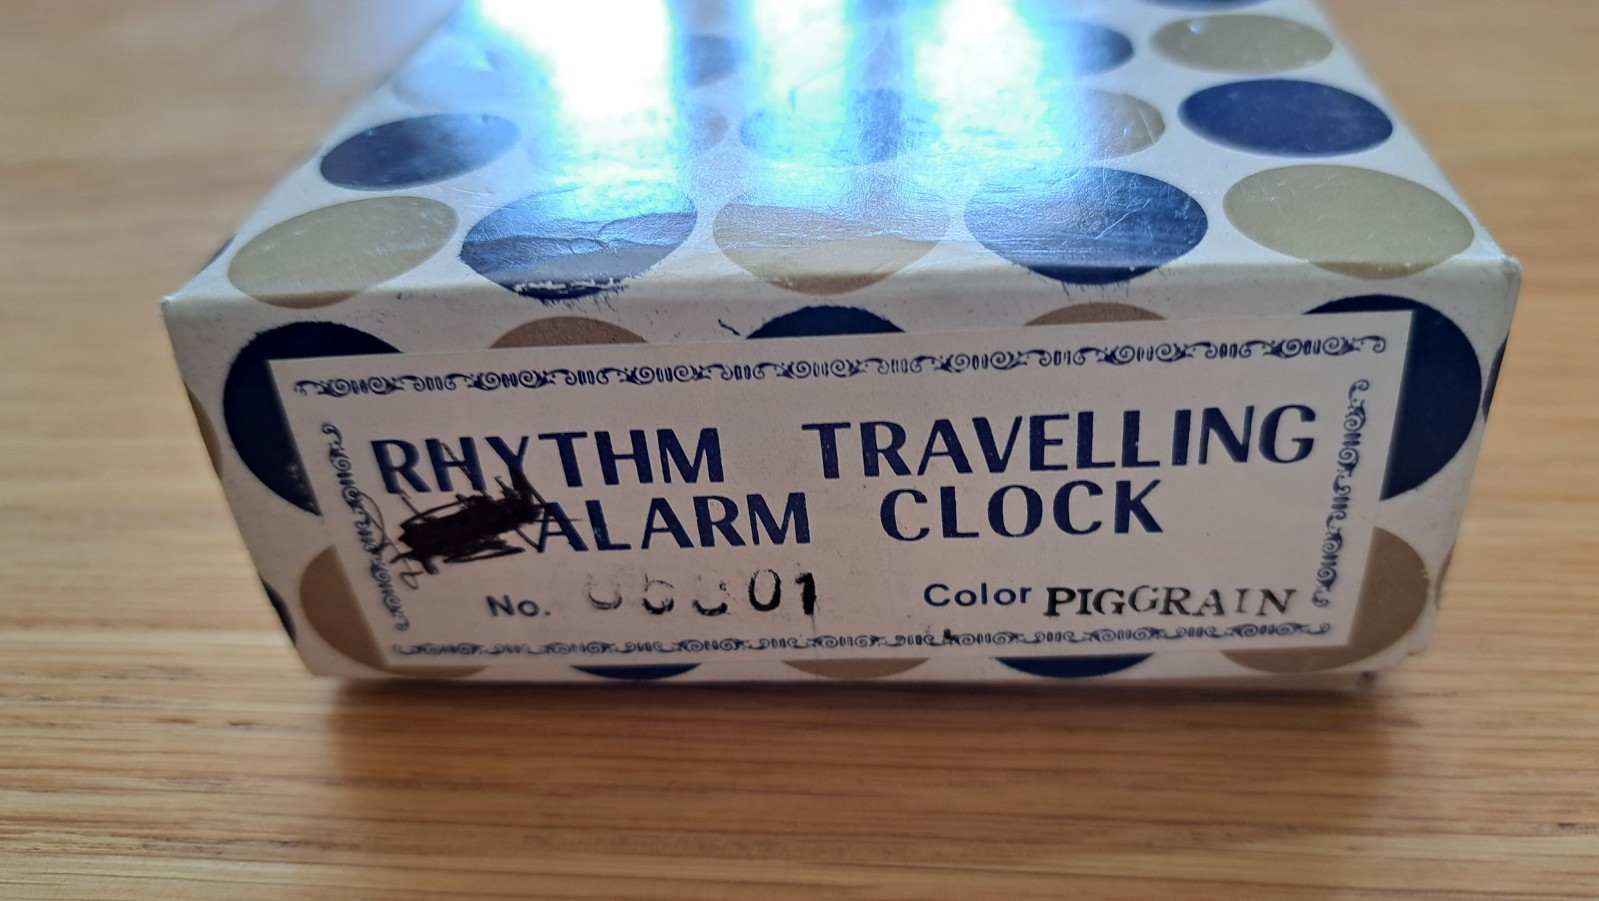 RHYTHM TRAVELLING
ALARM CLOCK
No. Color PIGGRAIN